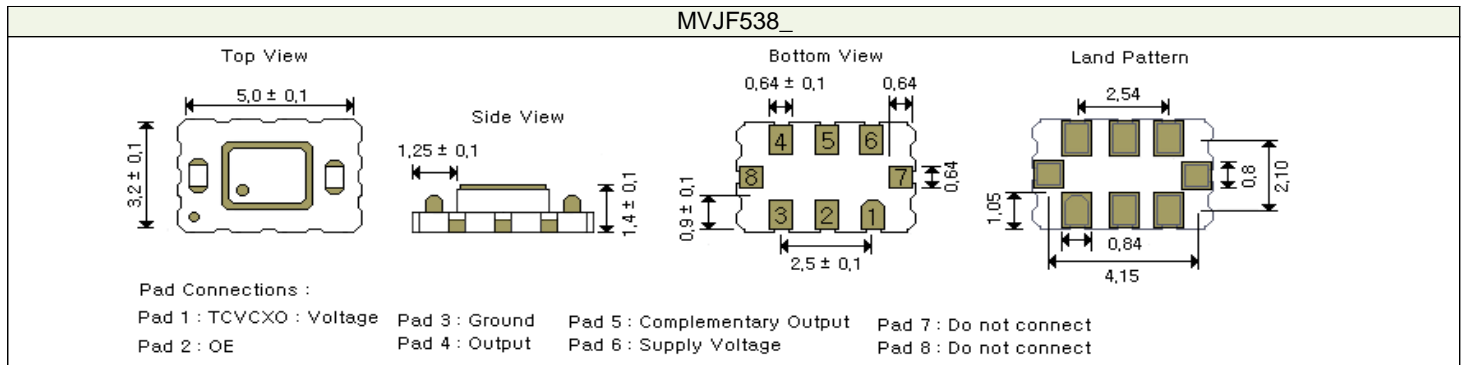 MVJF538_
Top View
5,0 ± 0,1
3,2 ± 0,1
Side View
1,25 ± 0,1
1,4 ± 0,1
Bottom View
0,64 ± 0,1
0,64
4 5 6
8 7
0,64
3 2 1
0,9 ± 0,1
2,5 ± 0,1
Land Pattern
2,54
0,8
2,10
1,05
0,84
4,15
Pad Connections :
Pad 1 : TCVCXO : Voltage
Pad 2 : OE
Pad 3 : Ground
Pad 4 : Output
Pad 5 : Complementary Output
Pad 6 : Supply Voltage
Pad 7 : Do not connect
Pad 8 : Do not connect